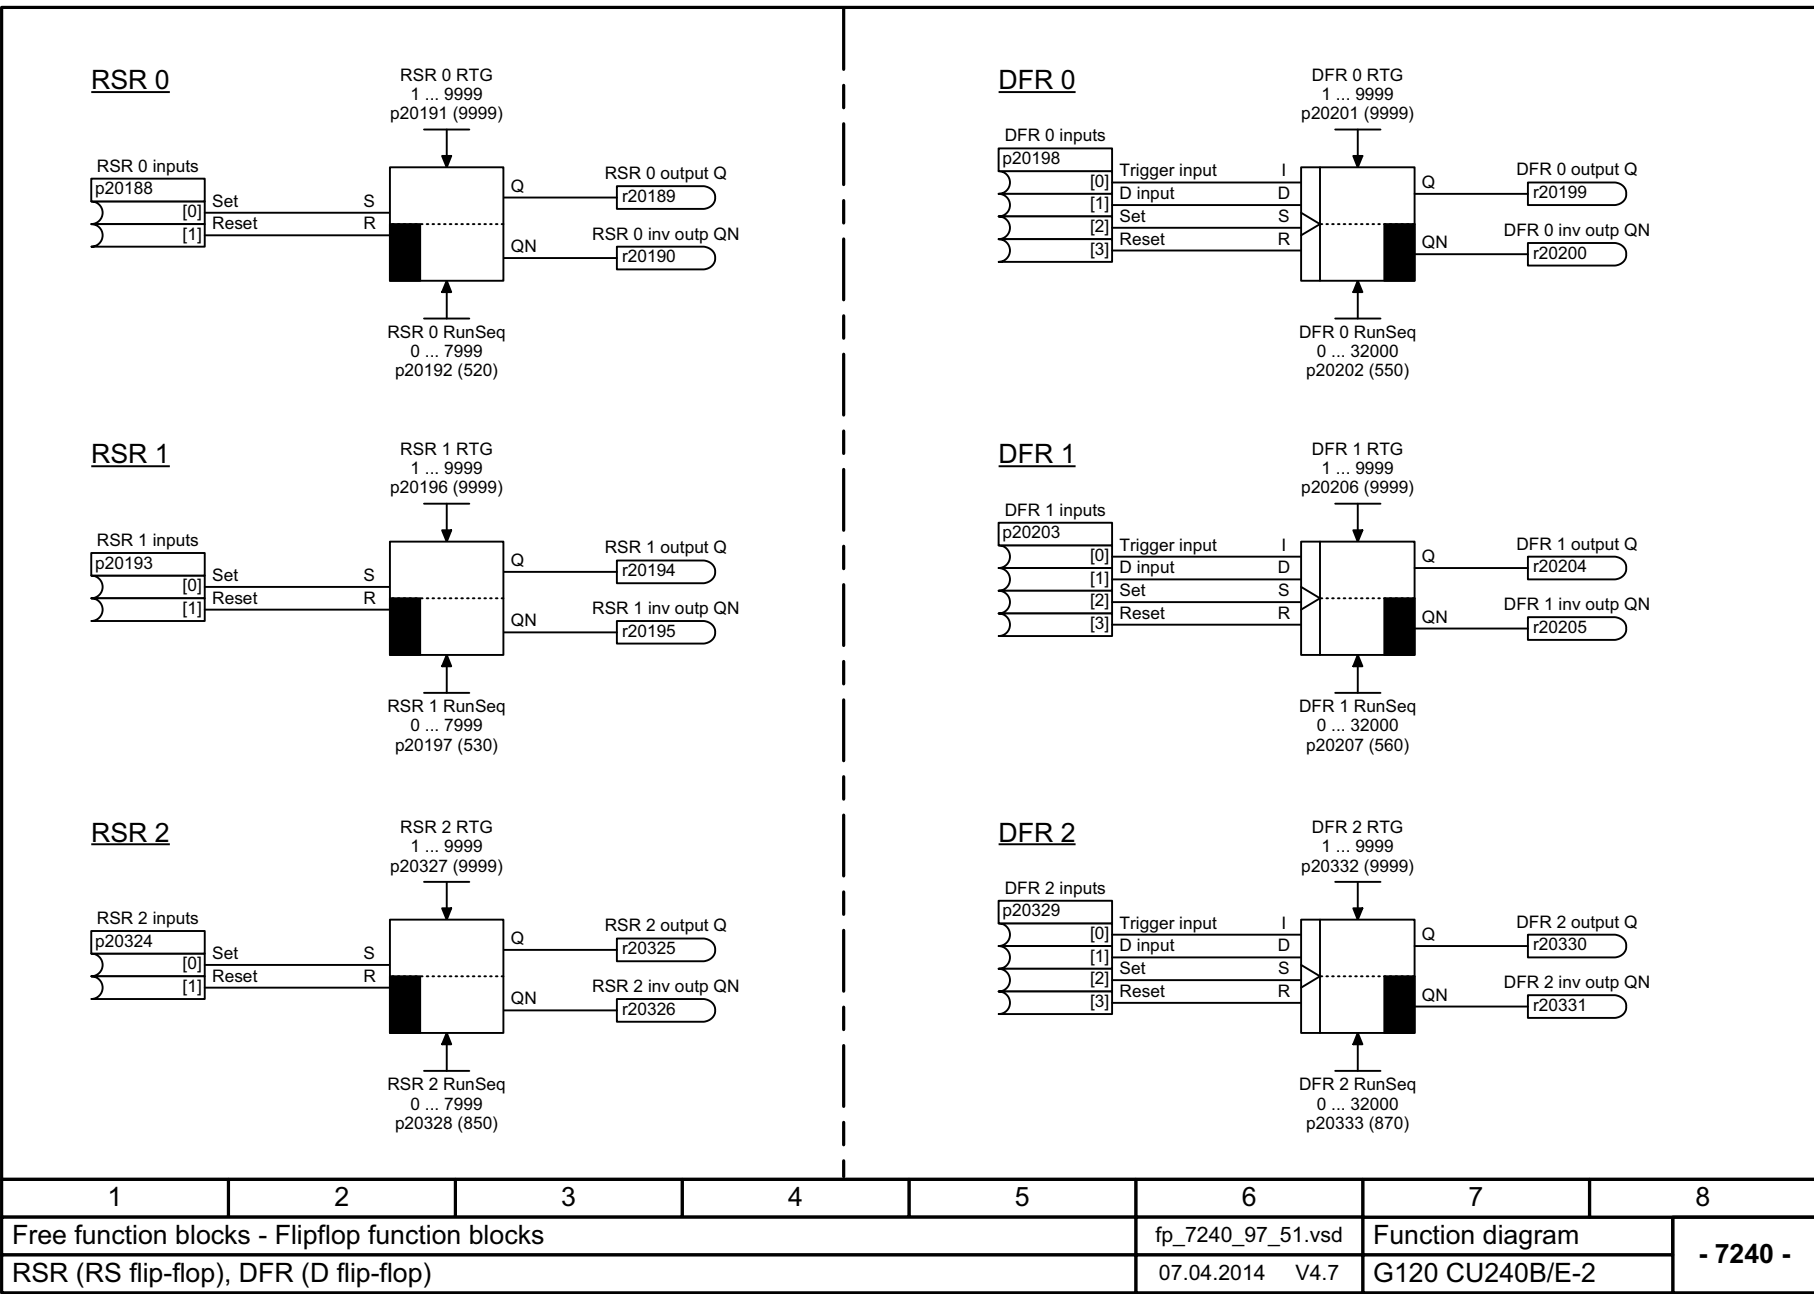 RSR 0
RSR 0 RTG
1 ... 9999
p20191 (9999)
RSR 0 inputs
p20188
[0] Set S
[1] Reset R
Q
RSR 0 output Q
r20189
QN
RSR 0 inv outp QN
r20190
RSR 0 RunSeq
0 ... 7999
p20192 (520)
DFR 0
DFR 0 RTG
1 ... 9999
p20201 (9999)
DFR 0 inputs
p20198
[0] Trigger input I
[1] D input D
[2] Set S
[3] Reset R
Q
DFR 0 output Q
r20199
QN
DFR 0 inv outp QN
r20200
DFR 0 RunSeq
0 ... 32000
p20202 (550)
RSR 1
RSR 1 RTG
1 ... 9999
p20196 (9999)
RSR 1 inputs
p20193
[0] Set S
[1] Reset R
Q
RSR 1 output Q
r20194
QN
RSR 1 inv outp QN
r20195
RSR 1 RunSeq
0 ... 7999
p20197 (530)
DFR 1
DFR 1 RTG
1 ... 9999
p20206 (9999)
DFR 1 inputs
p20203
[0] Trigger input I
[1] D input D
[2] Set S
[3] Reset R
Q
DFR 1 output Q
r20204
QN
DFR 1 inv outp QN
r20205
DFR 1 RunSeq
0 ... 32000
p20207 (560)
RSR 2
RSR 2 RTG
1 ... 9999
p20327 (9999)
RSR 2 inputs
p20324
[0] Set S
[1] Reset R
Q
RSR 2 output Q
r20325
QN
RSR 2 inv outp QN
r20326
RSR 2 RunSeq
0 ... 7999
p20328 (850)
DFR 2
DFR 2 RTG
1 ... 9999
p20332 (9999)
DFR 2 inputs
p20329
[0] Trigger input I
[1] D input D
[2] Set S
[3] Reset R
Q
DFR 2 output Q
r20330
QN
DFR 2 inv outp QN
r20331
DFR 2 RunSeq
0 ... 32000
p20333 (870)
1 2 3 4 5 6 7 8
Free function blocks - Flipflop function blocks
fp_7240_97_51.vsd
Function diagram
- 7240 -
RSR (RS flip-flop), DFR (D flip-flop)
07.04.2014 V4.7
G120 CU240B/E-2